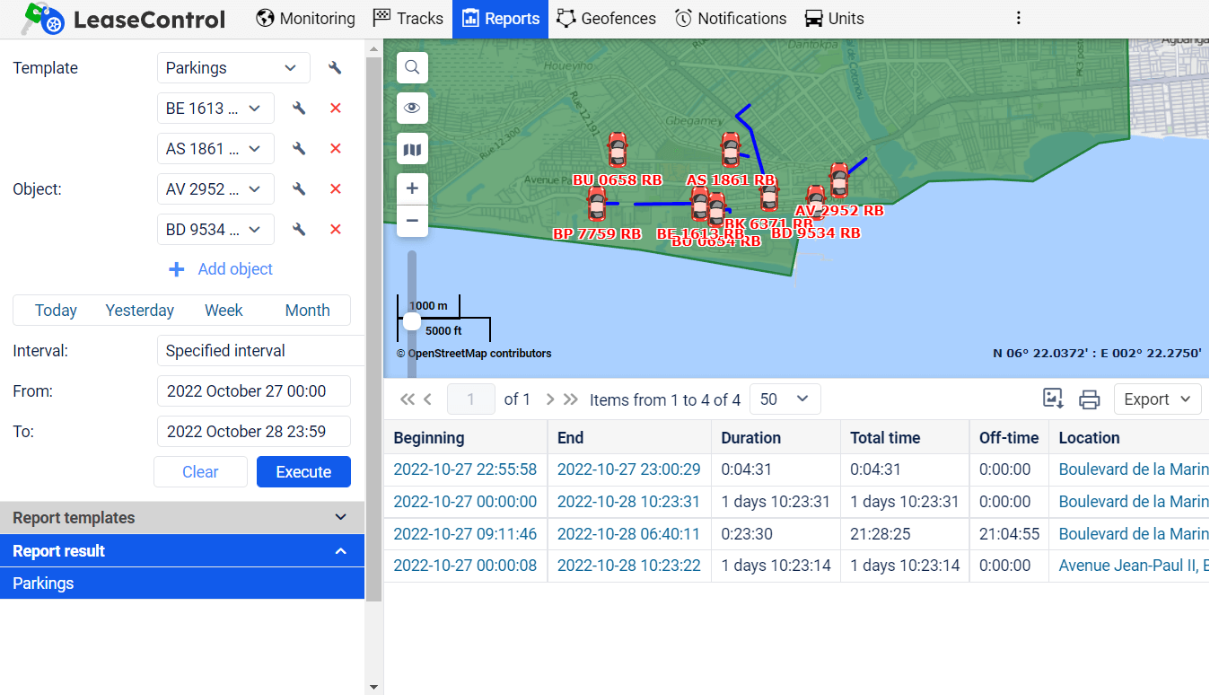 LeaseControl Monitoring Tracks Reports Geofences Notifications Units
Template Parkings
BE 1613 ...
AS 1861 ...
Object: AV 2952 ...
BD 9534 ...
Add object
Today Yesterday Week Month
Interval: Specified interval
From: 2022 October 27 00:00
To: 2022 October 28 23:59
Clear Execute
Report templates
Report result
Parkings
Dantokpa
Houeyiho
Rue 12191
Rue 12.300
Gbegamey
BU 0658 RB AS 1861 RB
AV 2952 RB
BK 6371 RB
BP 7759 RB BE 1613 RB BD 9534 RB
BU 0654 RB
1000 m
5000 ft
© OpenStreetMap contributors
N 06° 22.0372' : E 002° 22.2750'
1 of 1 Items from 1 to 4 of 4 50 Export
Beginning End Duration Total time Off-time Location
2022-10-27 22:55:58 2022-10-27 23:00:29 0:04:31 0:04:31 0:00:00 Boulevard de la Marin
2022-10-27 00:00:00 2022-10-28 10:23:31 1 days 10:23:31 1 days 10:23:31 0:00:00 Boulevard de la Marin
2022-10-27 09:11:46 2022-10-28 06:40:11 0:23:30 21:28:25 21:04:55 Boulevard de la Marin
2022-10-27 00:00:08 2022-10-28 10:23:22 1 days 10:23:14 1 days 10:23:14 0:00:00 Avenue Jean-Paul II, E